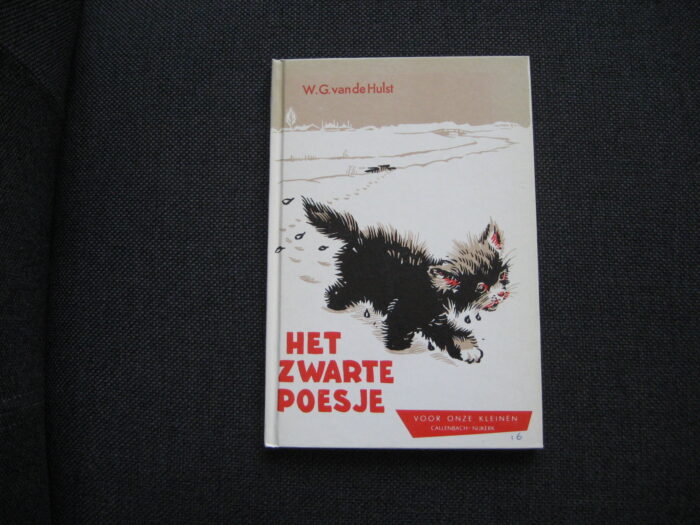 W.G. van de Hulst
HET
ZWARTE
POESJE
VOOR ONZE KLEINEN
CALLENBACH - NIJKERK
16